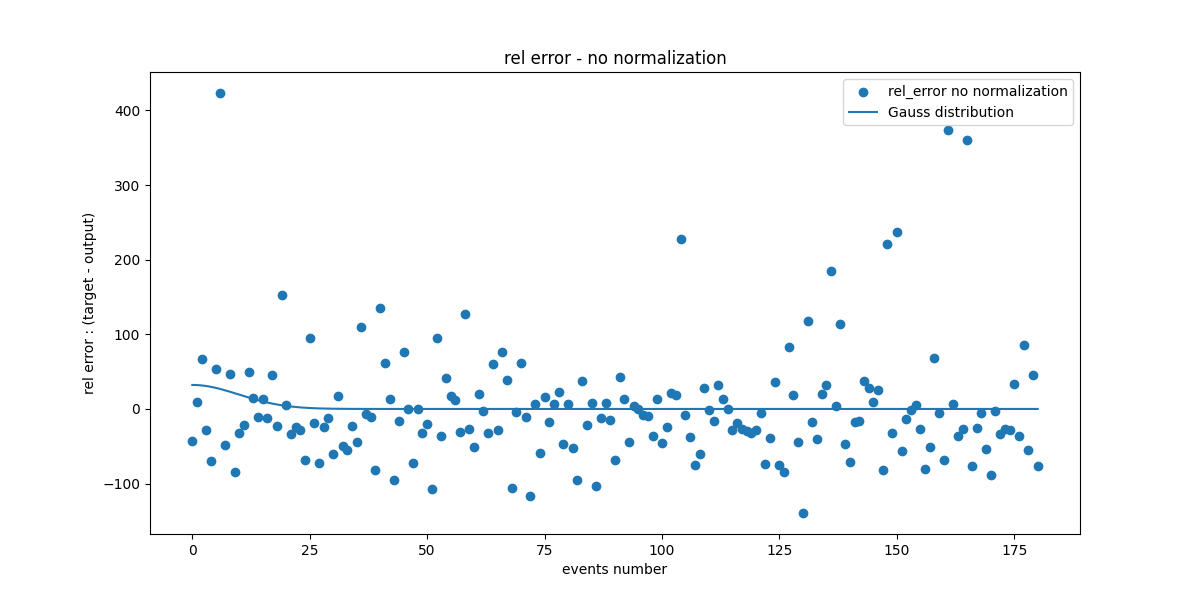 rel error - no normalization
rel_error no normalization
Gauss distribution
rel error : (target - output)
400
300
200
100
0
−100
0 25 50 75 100 125 150 175
events number